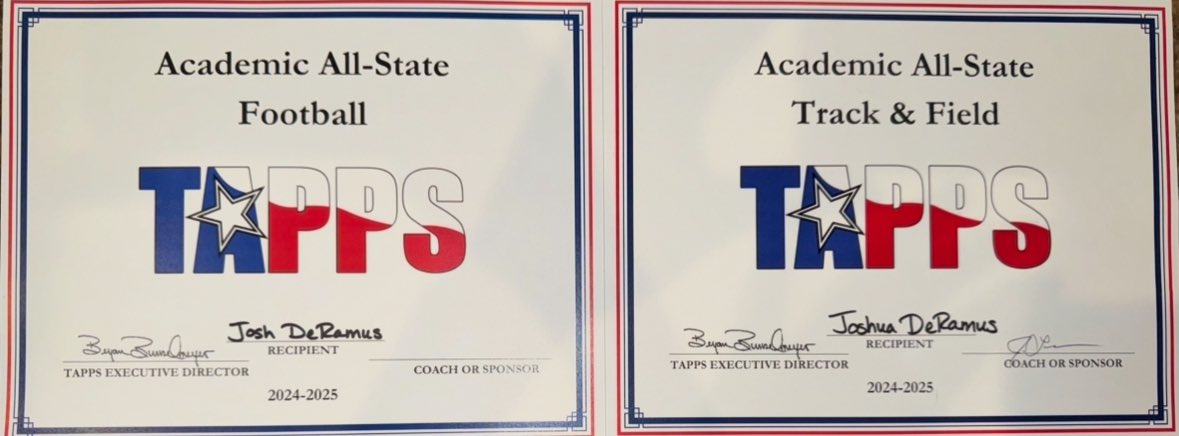 Academic All-State
Football
TAPPS
Josh DeRamus
RECIPIENT
TAPPS EXECUTIVE DIRECTOR
COACH OR SPONSOR
2024-2025
Academic All-State
Track & Field
TAPPS
Joshua DeRamus
RECIPIENT
TAPPS EXECUTIVE DIRECTOR
COACH OR SPONSOR
2024-2025